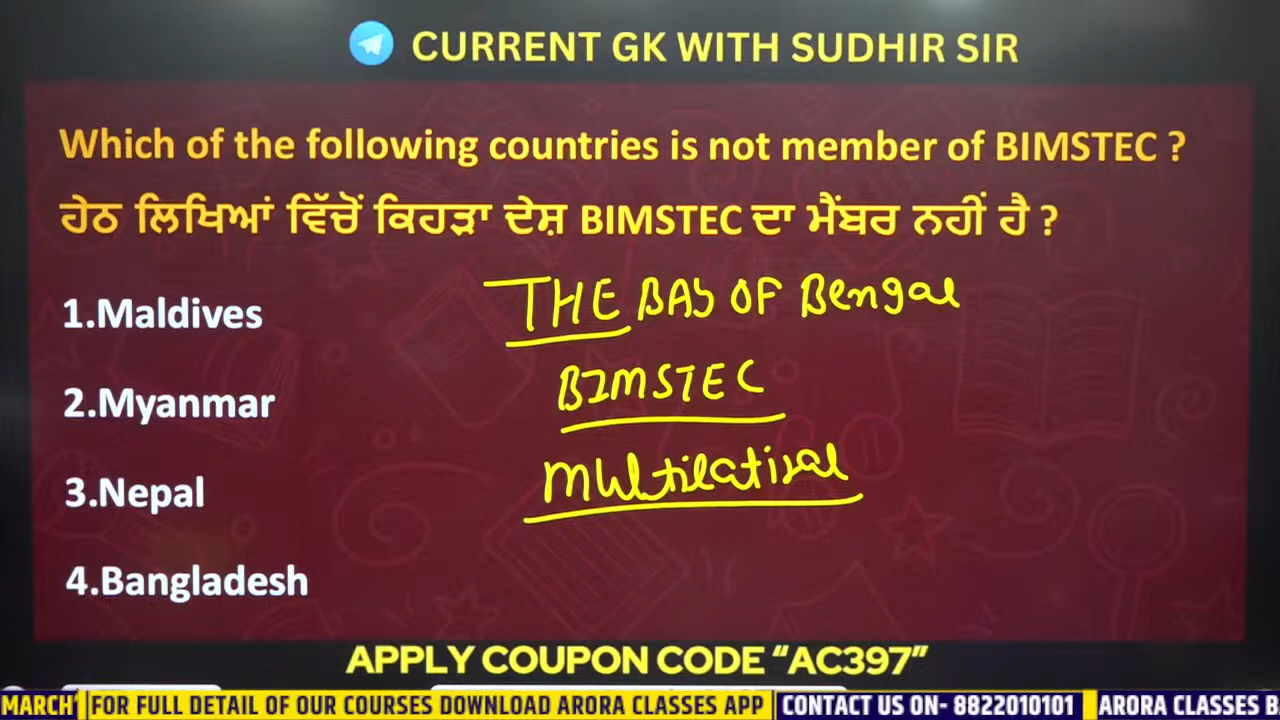 CURRENT GK WITH SUDHIR SIR
Which of the following countries is not member of BIMSTEC ?
ਹੇਠ ਲਿਖਿਆਂ ਵਿੱਚੋਂ ਕਿਹੜਾ ਦੇਸ਼ BIMSTEC ਦਾ ਮੈਂਬਰ ਨਹੀਂ ਹੈ ?
1.Maldives
THE BAY OF Bengal
2.Myanmar
BIMSTEC
3.Nepal
Multilatiral
4.Bangladesh
APPLY COUPON CODE “AC397”
MARCH' FOR FULL DETAIL OF OUR COURSES DOWNLOAD ARORA CLASSES APP CONTACT US ON- 8822010101 ARORA CLASSES B